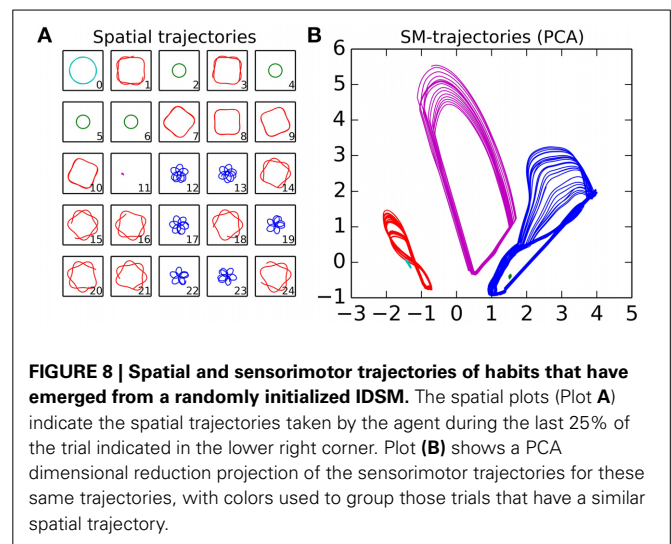 A Spatial trajectories
0 1 2 3 4
5 6 7 8 9
10 11 12 13 14
15 16 17 18 19
20 21 22 23 24
B SM-trajectories (PCA)
6
5
4
3
2
1
0
−1
−3 −2 −1 0 1 2 3 4 5
FIGURE 8 | Spatial and sensorimotor trajectories of habits that have
emerged from a randomly initialized IDSM. The spatial plots (Plot A)
indicate the spatial trajectories taken by the agent during the last 25% of
the trial indicated in the lower right corner. Plot (B) shows a PCA
dimensional reduction projection of the sensorimotor trajectories for these
same trajectories, with colors used to group those trials that have a similar
spatial trajectory.